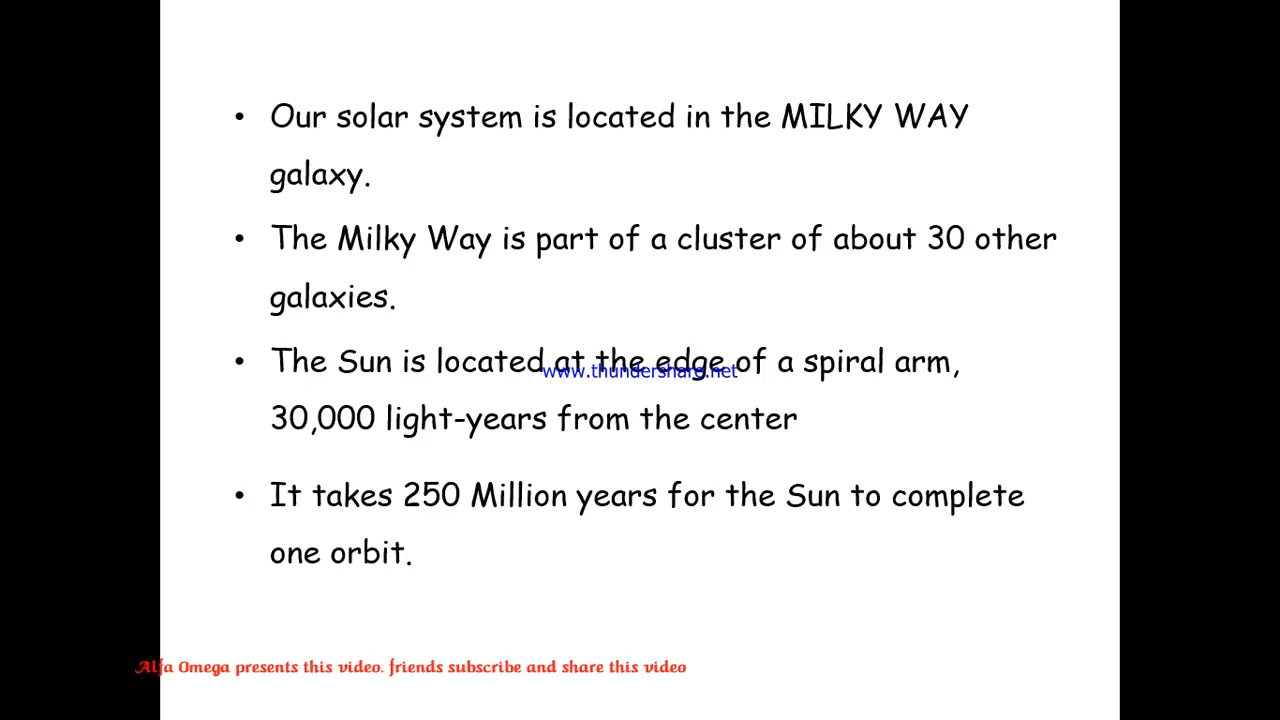 • Our solar system is located in the MILKY WAY
galaxy.
• The Milky Way is part of a cluster of about 30 other
galaxies.
• The Sun is located at the edge of a spiral arm,
www.thundershare.net
30,000 light-years from the center
• It takes 250 Million years for the Sun to complete
one orbit.
Alfa Omega presents this video. friends subscribe and share this video